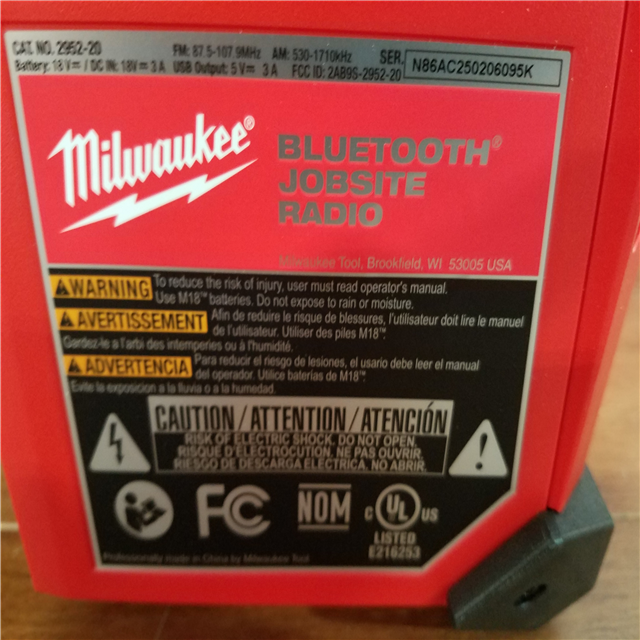 CAT. NO. 2952-20 FM: 87.5-107.9MHz AM: 530-1710kHz SER. N86AC250206095K
Battery: 18 V⎓ / DC IN: 18V⎓ 3 A USB Output: 5 V⎓ 3 A FCC ID: 2AB9S-2952-20
Milwaukee®
BLUETOOTH®
JOBSITE
RADIO
Milwaukee Tool, Brookfield, WI 53005 USA
WARNING To reduce the risk of injury, user must read operator's manual.
Use M18™ batteries. Do not expose to rain or moisture.
AVERTISSEMENT Afin de reduire le risque de blessures, l'utilisateur doit lire le manuel
de l'utilisateur. Utiliser des piles M18™.
Gardez-le a l'arbi des intemperies ou à l'humidité.
ADVERTENCIA Para reducir el riesgo de lesiones, el usario debe leer el manual
del operador. Utilice baterias de M18™.
Evite la exposicion a la lluvia o a la humedad.
CAUTION / ATTENTION / ATENCIÓN
RISK OF ELECTRIC SHOCK. DO NOT OPEN.
RISQUE D'ÉLECTROCUTION. NE PAS OUVRIR.
RIESGO DE DESCARGA ELÉCTRICA. NO ABRIR.
FC NOM C UL US
LISTED
E216253
Professionally made in China by Milwaukee Tool